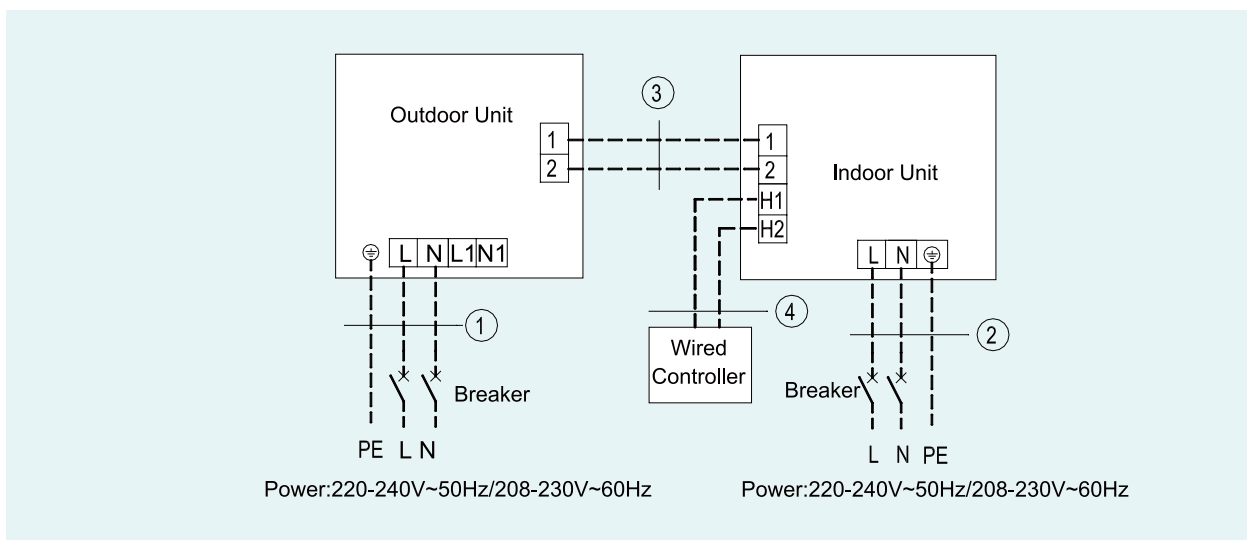 Outdoor Unit
1
2
L N L1 N1
③
1
2
H1
H2
Indoor Unit
L N
①
Breaker
PE L N
Power:220-240V~50Hz/208-230V~60Hz
④
Wired
Controller
②
Breaker
L N PE
Power:220-240V~50Hz/208-230V~60Hz